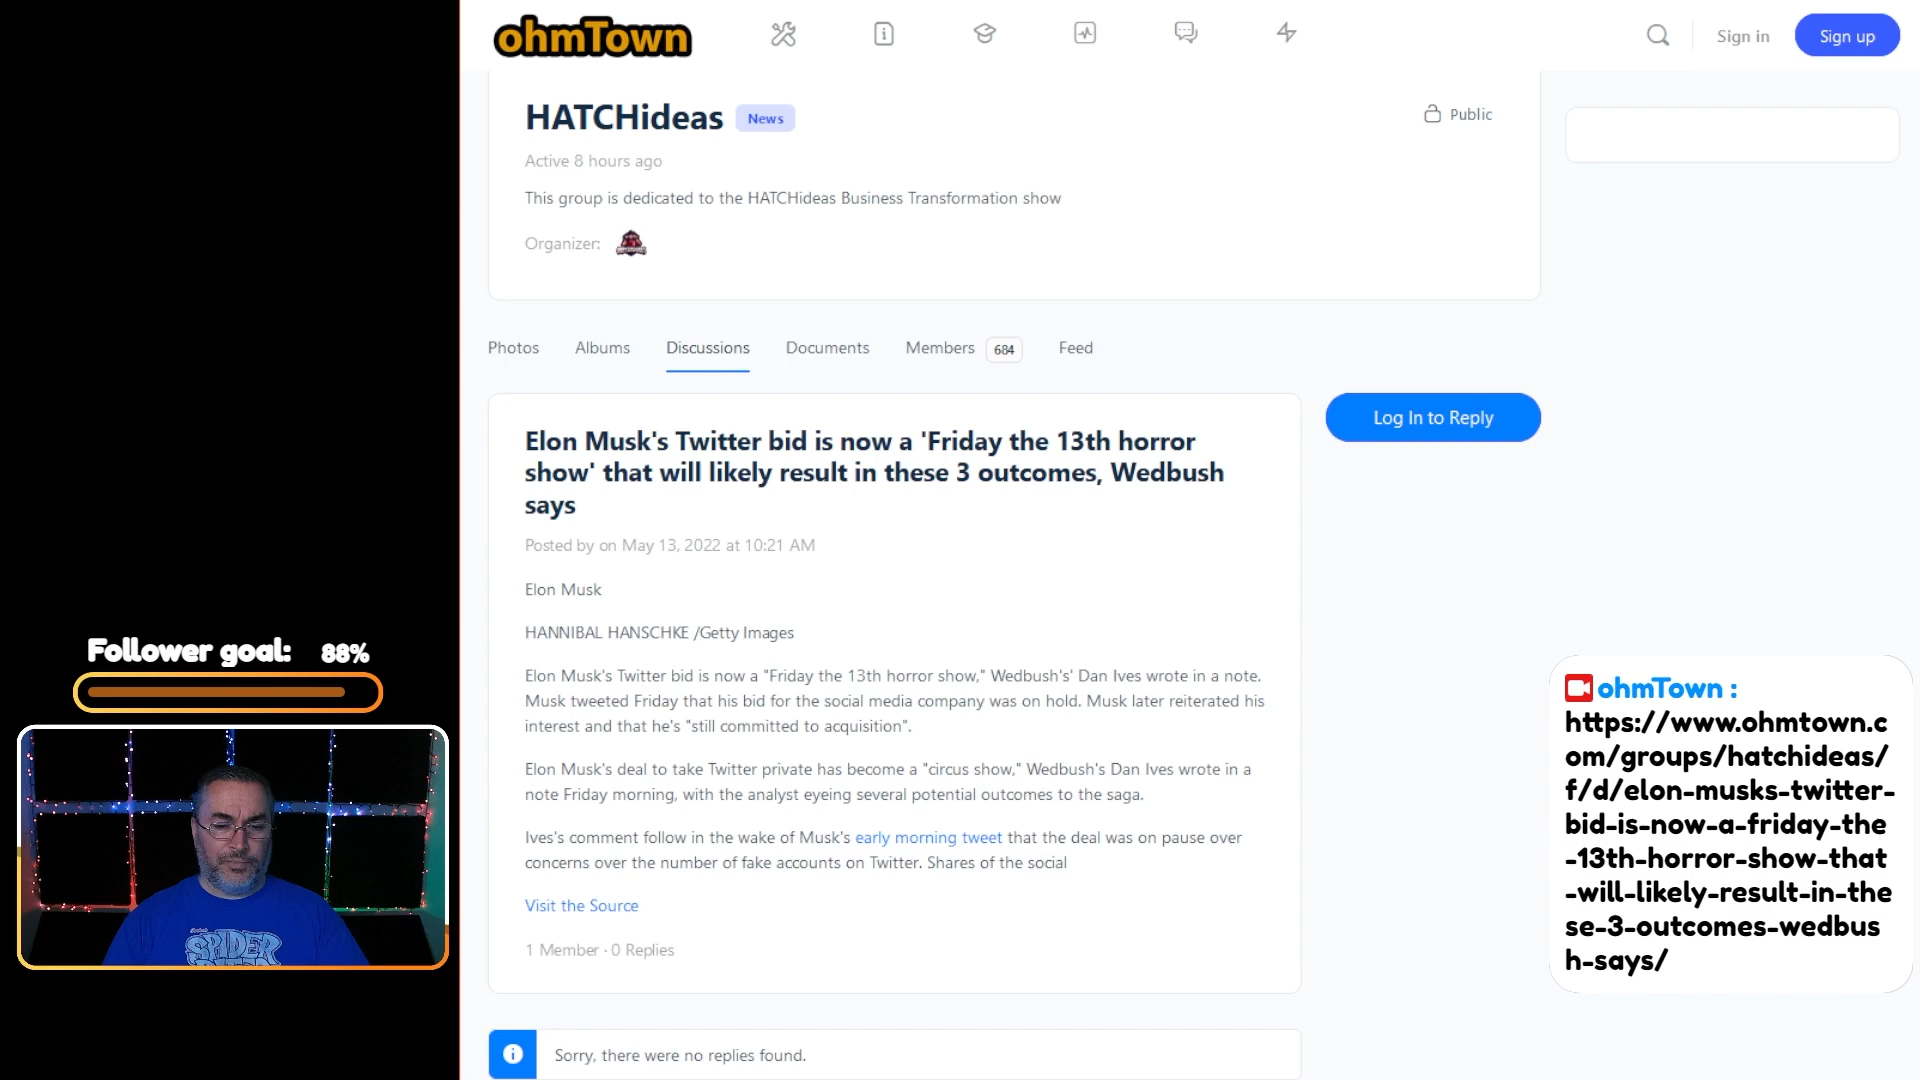 ohmTown
Sign in
Sign up
HATCHideas News
Public
Active 8 hours ago
This group is dedicated to the HATCHideas Business Transformation show
Organizer:
Photos Albums Discussions Documents Members 684 Feed
Elon Musk's Twitter bid is now a 'Friday the 13th horror
show' that will likely result in these 3 outcomes, Wedbush
says
Log In to Reply
Posted by on May 13, 2022 at 10:21 AM
Elon Musk
HANNIBAL HANSCHKE /Getty Images
Elon Musk's Twitter bid is now a "Friday the 13th horror show," Wedbush's' Dan Ives wrote in a note.
Musk tweeted Friday that his bid for the social media company was on hold. Musk later reiterated his
interest and that he's "still committed to acquisition".
Elon Musk's deal to take Twitter private has become a "circus show," Wedbush's Dan Ives wrote in a
note Friday morning, with the analyst eyeing several potential outcomes to the saga.
Ives's comment follow in the wake of Musk's early morning tweet that the deal was on pause over
concerns over the number of fake accounts on Twitter. Shares of the social
Visit the Source
1 Member · 0 Replies
Sorry, there were no replies found.
Follower goal: 88%
SPIDER
ohmTown :
https://www.ohmtown.c
om/groups/hatchideas/
f/d/elon-musks-twitter-
bid-is-now-a-friday-the
-13th-horror-show-that
-will-likely-result-in-the
se-3-outcomes-wedbus
h-says/